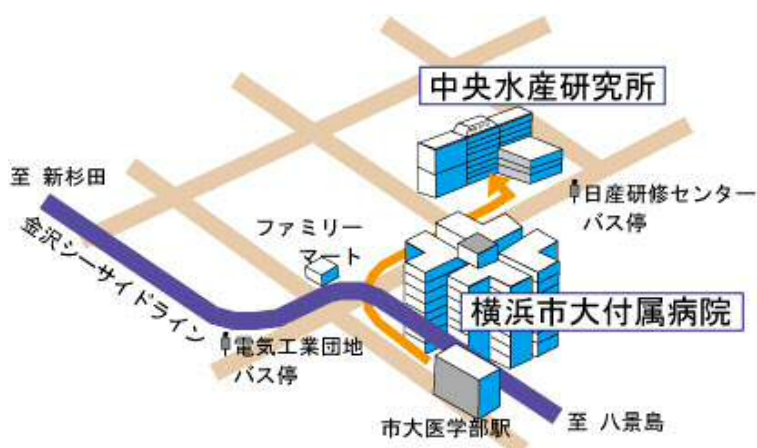 中央水産研究所
至 新杉田
日産研修センター
バス停
ファミリー
マート
金沢シーサイドライン
横浜市大付属病院
電気工業団地
バス停
市大医学部駅
至 八景島